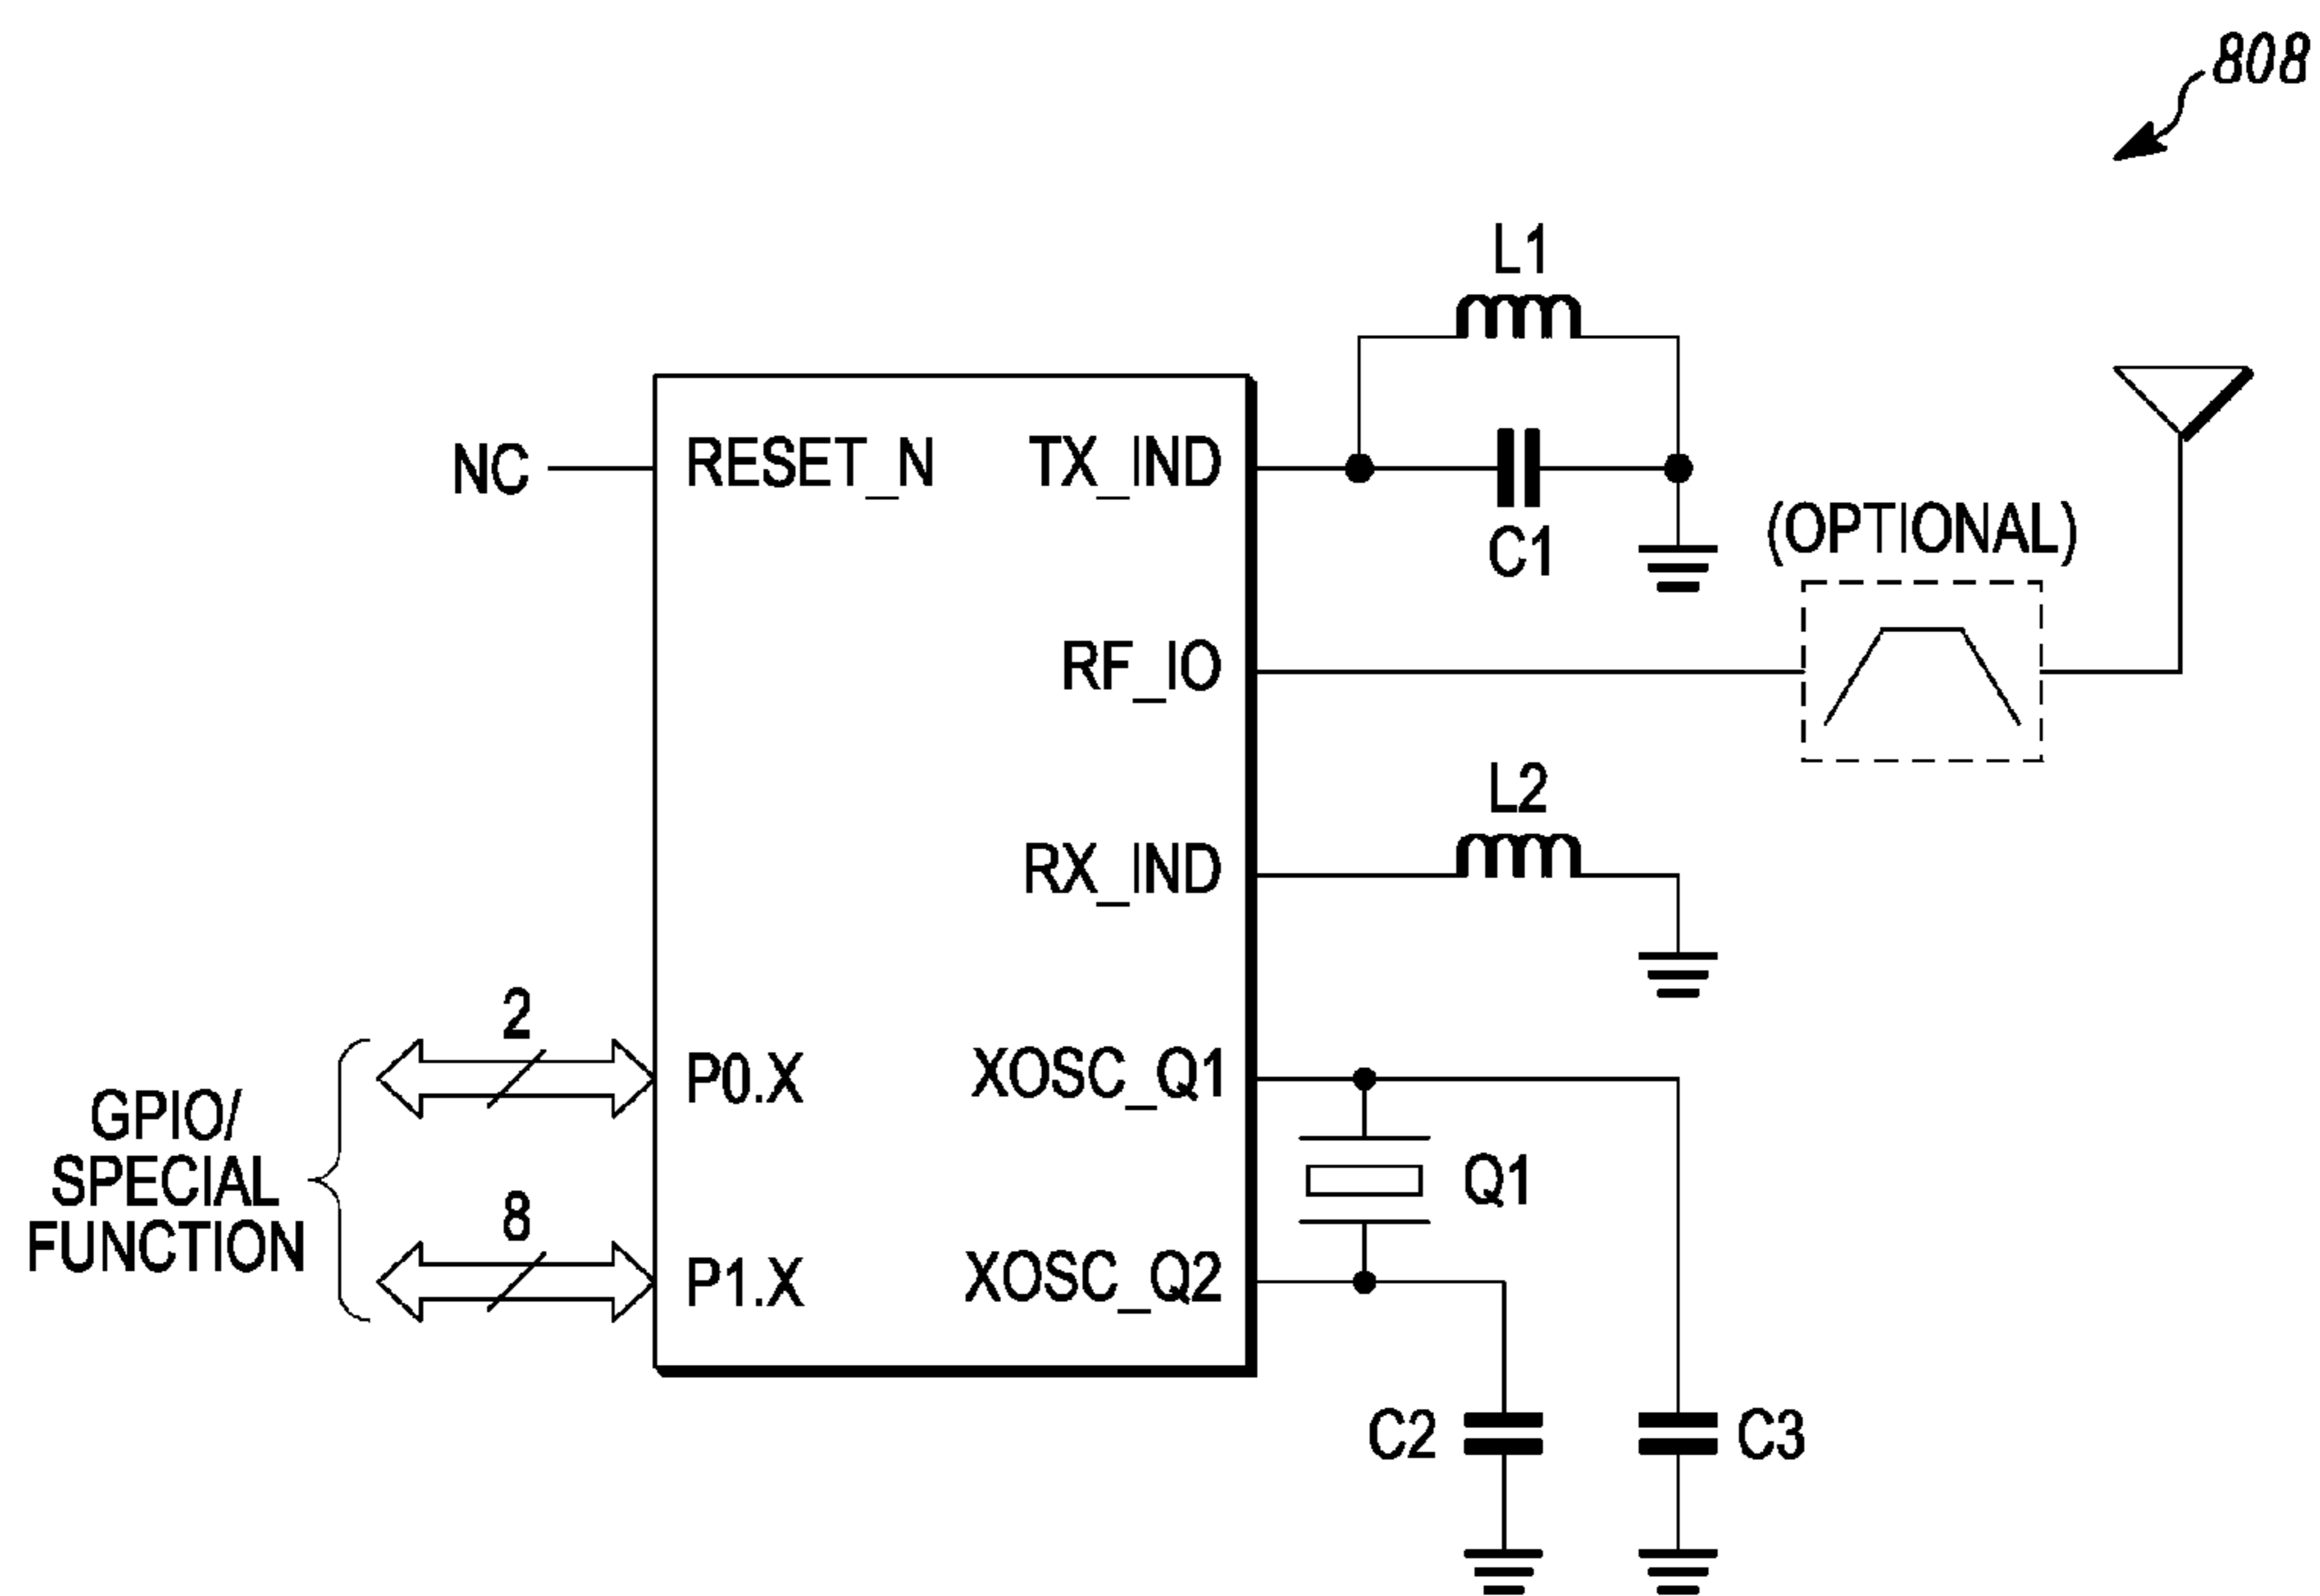 808
L1
NC
RESET_N
TX_IND
C1
(OPTIONAL)
RF_IO
L2
RX_IND
2
P0.X
XOSC_Q1
GPIO/
SPECIAL
FUNCTION
Q1
8
P1.X
XOSC_Q2
C2
C3